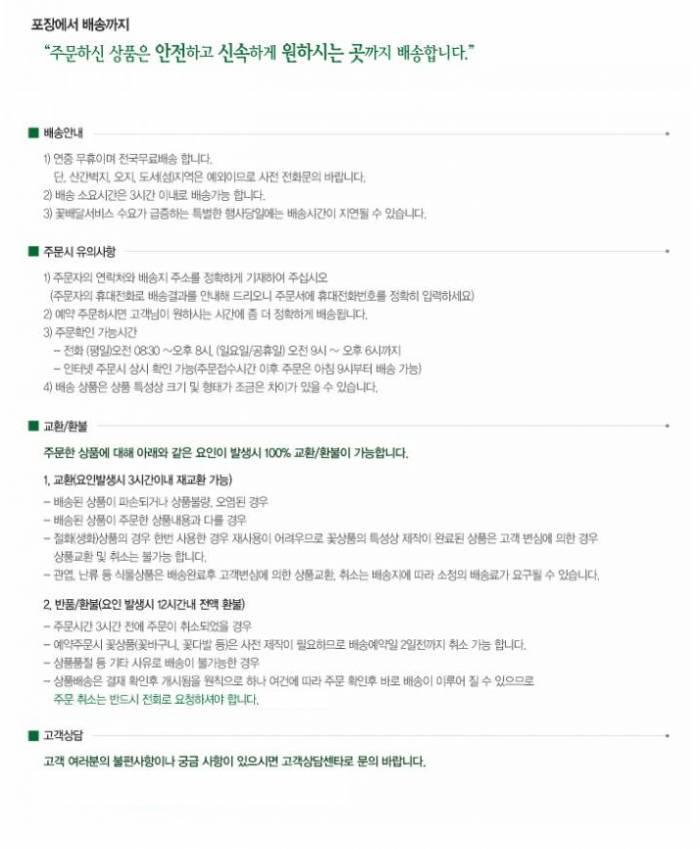 포장에서 배송까지
“주문하신 상품은 안전하고 신속하게 원하시는 곳까지 배송합니다.”
배송안내
1) 연중 무휴이며 전국무료배송 합니다.
단, 산간벽지, 오지, 도서(섬)지역은 예외이므로 사전 전화문의 바랍니다.
2) 배송 소요시간은 3시간 이내로 배송가능 합니다.
3) 꽃배달서비스 수요가 급증하는 특별한 행사당일에는 배송시간이 지연될 수 있습니다.
주문시 유의사항
1) 주문자의 연락처와 배송지 주소를 정확하게 기재하여 주십시오
(주문자의 휴대전화로 배송결과를 안내해 드리오니 주문서에 휴대전화번호를 정확히 입력하세요)
2) 예약 주문하시면 고객님이 원하시는 시간에 좀 더 정확하게 배송됩니다.
3) 주문확인 가능시간
- 전화 (평일)오전 08:30 ~오후 8시, (일요일/공휴일) 오전 9시 ~ 오후 6시까지
- 인터넷 주문시 상시 확인 가능(주문접수시간 이후 주문은 아침 9시부터 배송 가능)
4) 배송 상품은 상품 특성상 크기 및 형태가 조금은 차이가 있을 수 있습니다.
교환/환불
주문한 상품에 대해 아래와 같은 요인이 발생시 100% 교환/환불이 가능합니다.
1. 교환(요인발생시 3시간이내 재교환 가능)
- 배송된 상품이 파손되거나 상품불량, 오염된 경우
- 배송된 상품이 주문한 상품내용과 다를 경우
- 절화(생화)상품의 경우 한번 사용한 경우 재사용이 어려우므로 꽃상품의 특성상 제작이 완료된 상품은 고객 변심에 의한 경우
상품교환 및 취소는 불가능 합니다.
- 관엽, 난류 등 식물상품은 배송완료후 고객변심에 의한 상품교환, 취소는 배송지에 따라 소정의 배송료가 요구될 수 있습니다.
2. 반품/환불(요인 발생시 12시간내 전액 환불)
- 주문시간 3시간 전에 주문이 취소되었을 경우
- 예약주문시 꽃상품(꽃바구니, 꽃다발 등)은 사전 제작이 필요하므로 배송예약일 2일전까지 취소 가능 합니다.
- 상품품절 등 기타 사유로 배송이 불가능한 경우
- 상품배송은 결재 확인후 개시됨을 원칙으로 하나 여건에 따라 주문 확인후 바로 배송이 이루어 질 수 있으므로
주문 취소는 반드시 전화로 요청하셔야 합니다.
고객상담
고객 여러분의 불편사항이나 궁금 사항이 있으시면 고객상담센타로 문의 바랍니다.